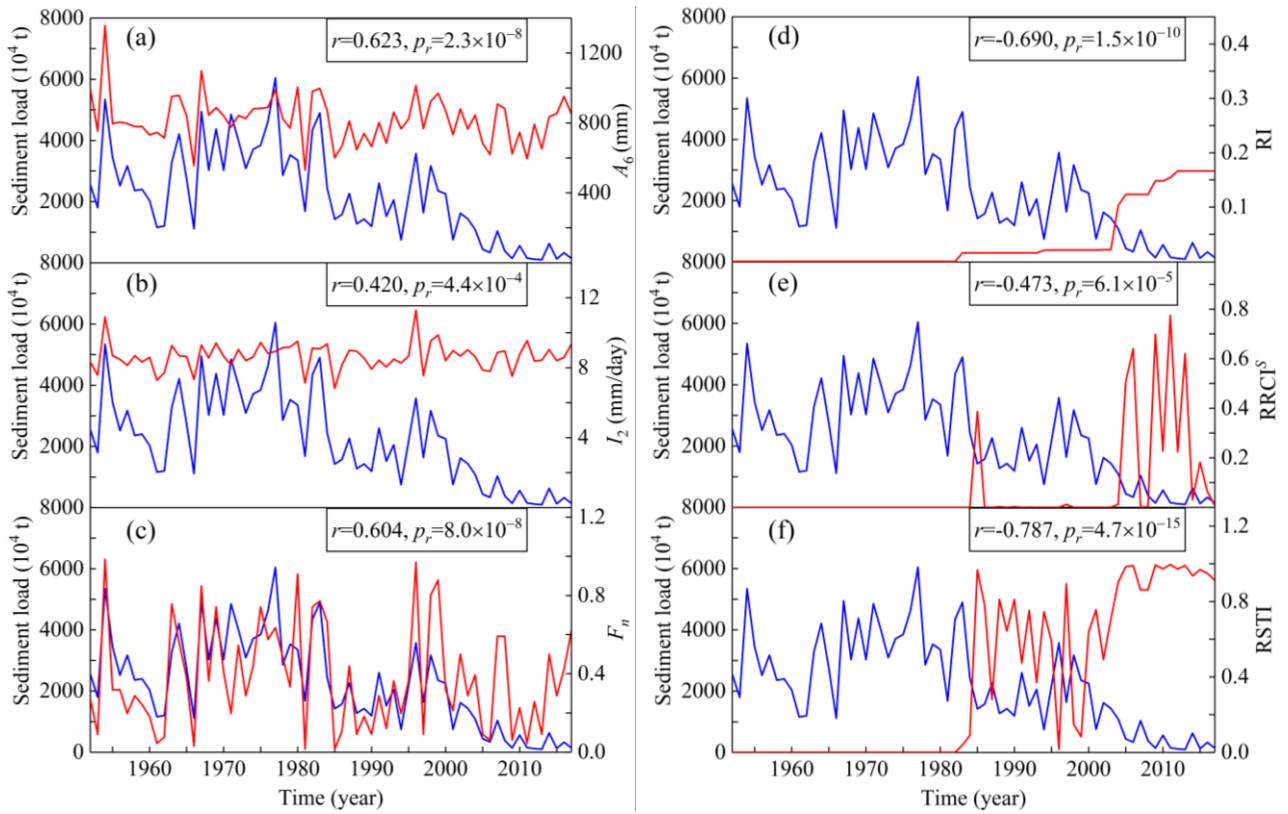 (a)
r=0.623, pr=2.3×10⁻⁸
Sediment load (10⁴ t)
8000
6000
4000
2000
1200
800
400
A6 (mm)
(b)
r=0.420, pr=4.4×10⁻⁴
Sediment load (10⁴ t)
8000
6000
4000
2000
12
8
4
I2 (mm/day)
(c)
r=0.604, pr=8.0×10⁻⁸
Sediment load (10⁴ t)
8000
6000
4000
2000
0
1.2
0.8
0.4
0.0
Fn
1960 1970 1980 1990 2000 2010
Time (year)
(d)
r=-0.690, pr=1.5×10⁻¹⁰
Sediment load (10⁴ t)
8000
6000
4000
2000
0.4
0.3
0.2
0.1
RI
(e)
r=-0.473, pr=6.1×10⁻⁵
Sediment load (10⁴ t)
8000
6000
4000
2000
0.8
0.6
0.4
0.2
RRCIˢ
(f)
r=-0.787, pr=4.7×10⁻¹⁵
Sediment load (10⁴ t)
8000
6000
4000
2000
0
1.2
0.8
0.4
0.0
RSTI
1960 1970 1980 1990 2000 2010
Time (year)